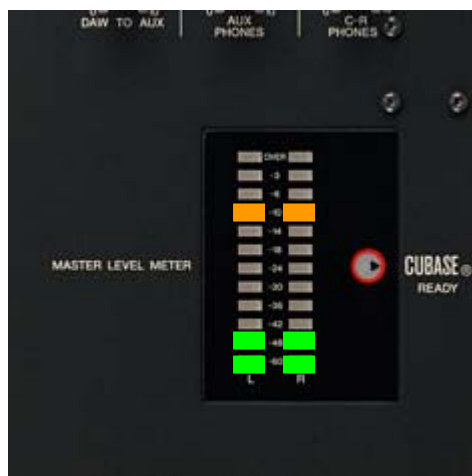 DAW TO AUX
AUX
PHONES
C-R
PHONES
OVER
-3
-6
-10
-14
-18
-24
-30
-36
-42
-48
-60
L R
MASTER LEVEL METER
CUBASE®
READY